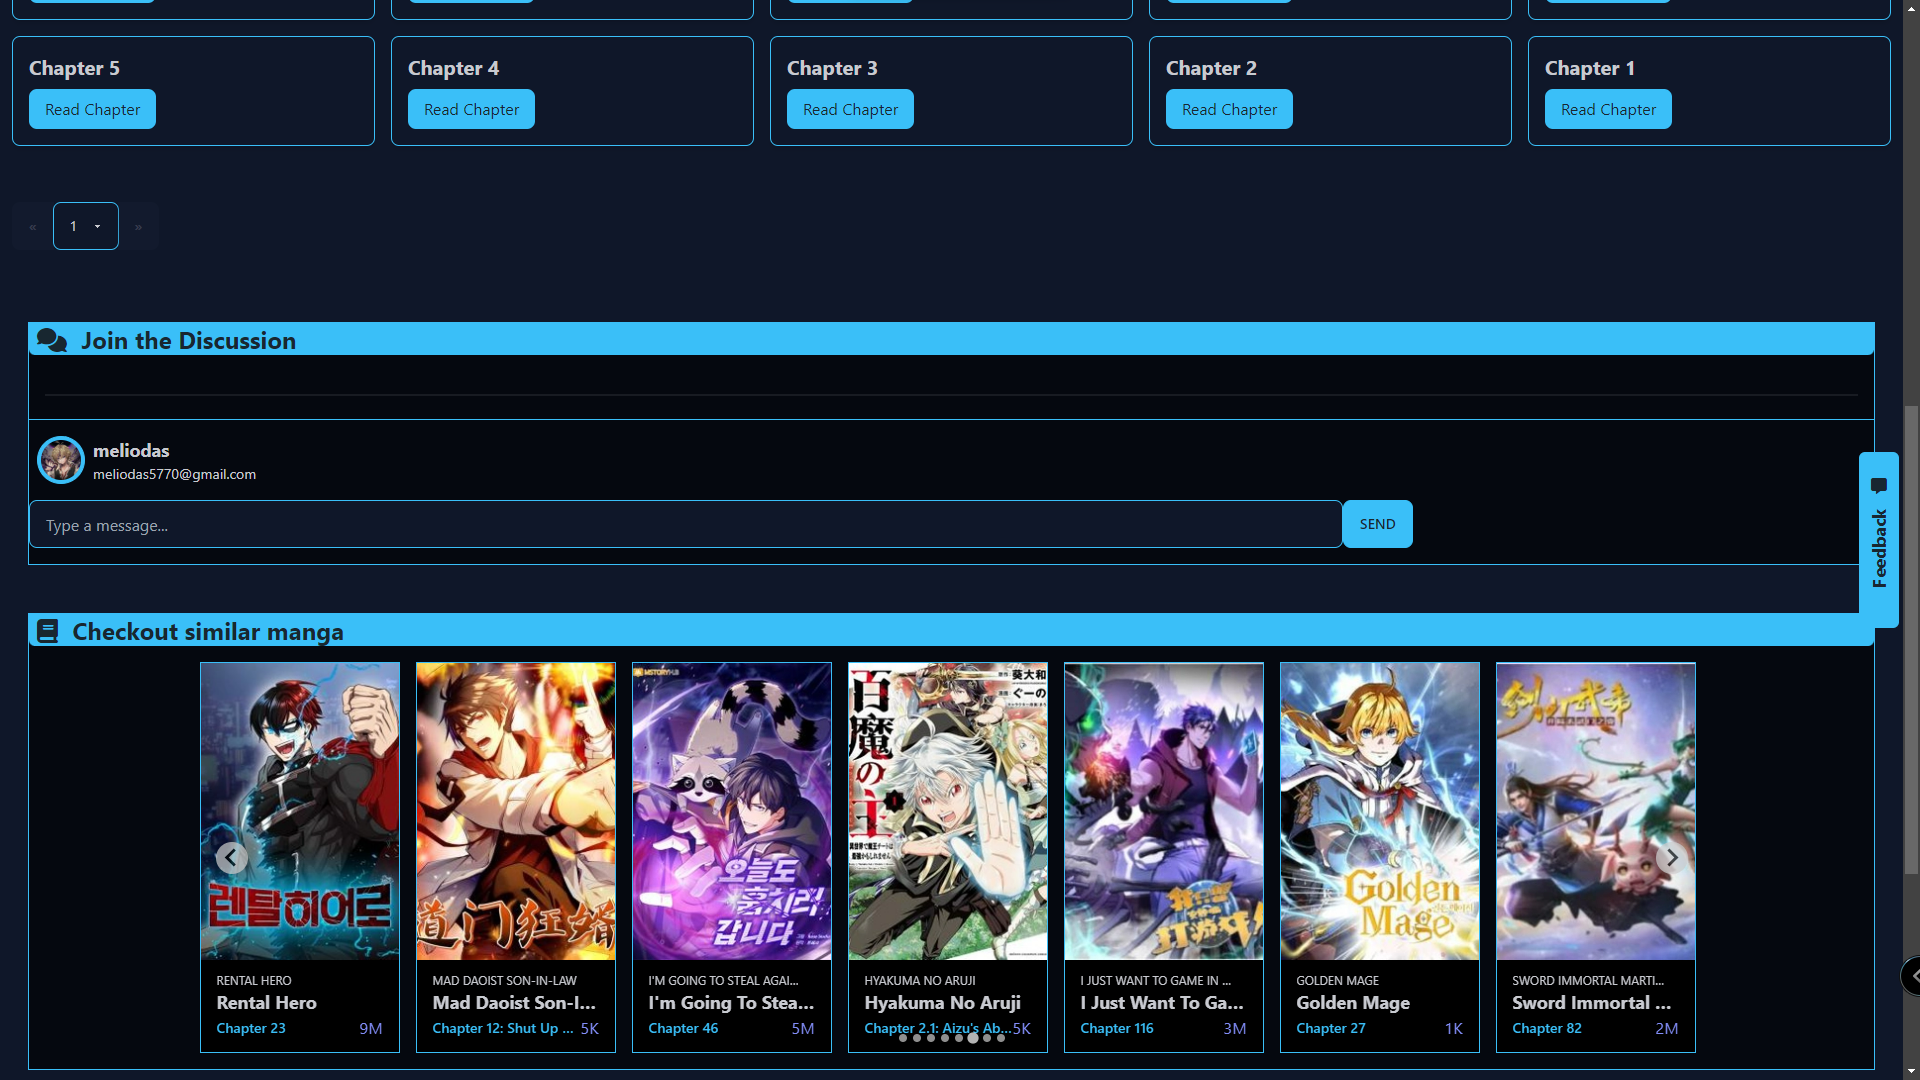 Chapter 5
Read Chapter
Chapter 4
Read Chapter
Chapter 3
Read Chapter
Chapter 2
Read Chapter
Chapter 1
Read Chapter
«
1
»
Join the Discussion
meliodas
meliodas5770@gmail.com
Type a message...
SEND
Feedback
Checkout similar manga
렌탈히어로
RENTAL HERO
Rental Hero
Chapter 23
9M
道门狂婿
MAD DAOIST SON-IN-LAW
Mad Daoist Son-I...
Chapter 12: Shut Up ...
5K
오늘도
훔치러
갑니다
I'M GOING TO STEAL AGAI...
I'm Going To Stea...
Chapter 46
5M
百魔の主
葵大和
ぐーの
HYAKUMA NO ARUJI
Hyakuma No Aruji
Chapter 2.1: Aizu's Ab...
5K
I JUST WANT TO GAME IN ...
I Just Want To Ga...
Chapter 116
3M
Golden
Mage
GOLDEN MAGE
Golden Mage
Chapter 27
1K
SWORD IMMORTAL MARTI...
Sword Immortal ...
Chapter 82
2M